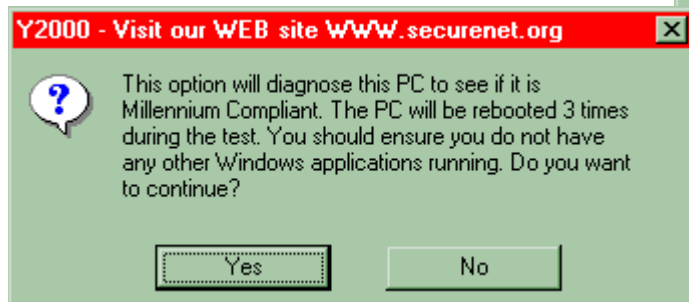 Y2000 - Visit our WEB site WWW.securenet.org
This option will diagnose this PC to see if it is
Millennium Compliant. The PC will be rebooted 3 times
during the test. You should ensure you do not have
any other Windows applications running. Do you want
to continue?
Yes
No